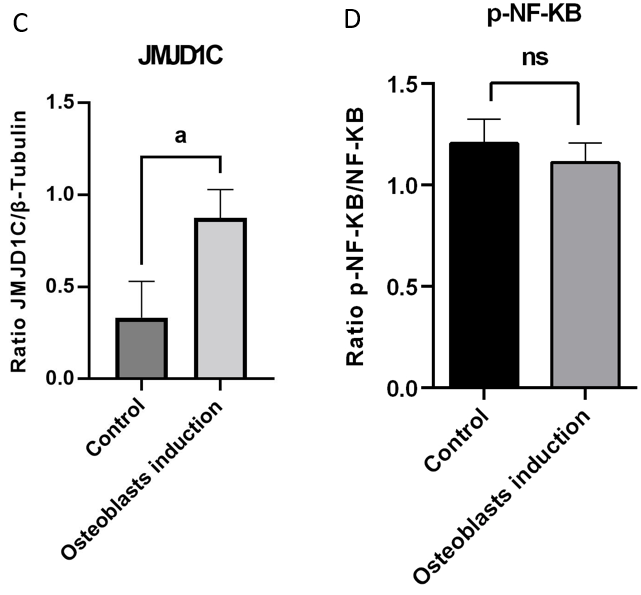 C
JMJD1C
a
Ratio JMJD1C/β-Tubulin
1.5
1.0
0.5
0.0
Control
Osteoblasts induction
D
p-NF-KB
ns
Ratio p-NF-KB/NF-KB
1.5
1.0
0.5
0.0
Control
Osteoblasts induction